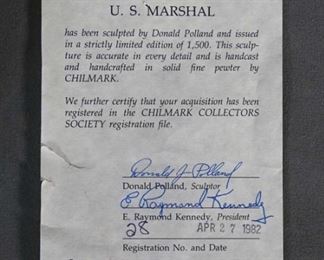 U. S. MARSHAL
has been sculpted by Donald Polland and issued
in a strictly limited edition of 1,500. This sculp-
ture is accurate in every detail and is handcast
and handcrafted in solid fine pewter by
CHILMARK.
We further certify that your acquisition has been
registered in the CHILMARK COLLECTORS
SOCIETY registration file.
Donald J Polland
Donald Polland, Sculptor
E Raymond Kennedy
E. Raymond Kennedy, President
28 APR 27 1982
Registration No. and Date